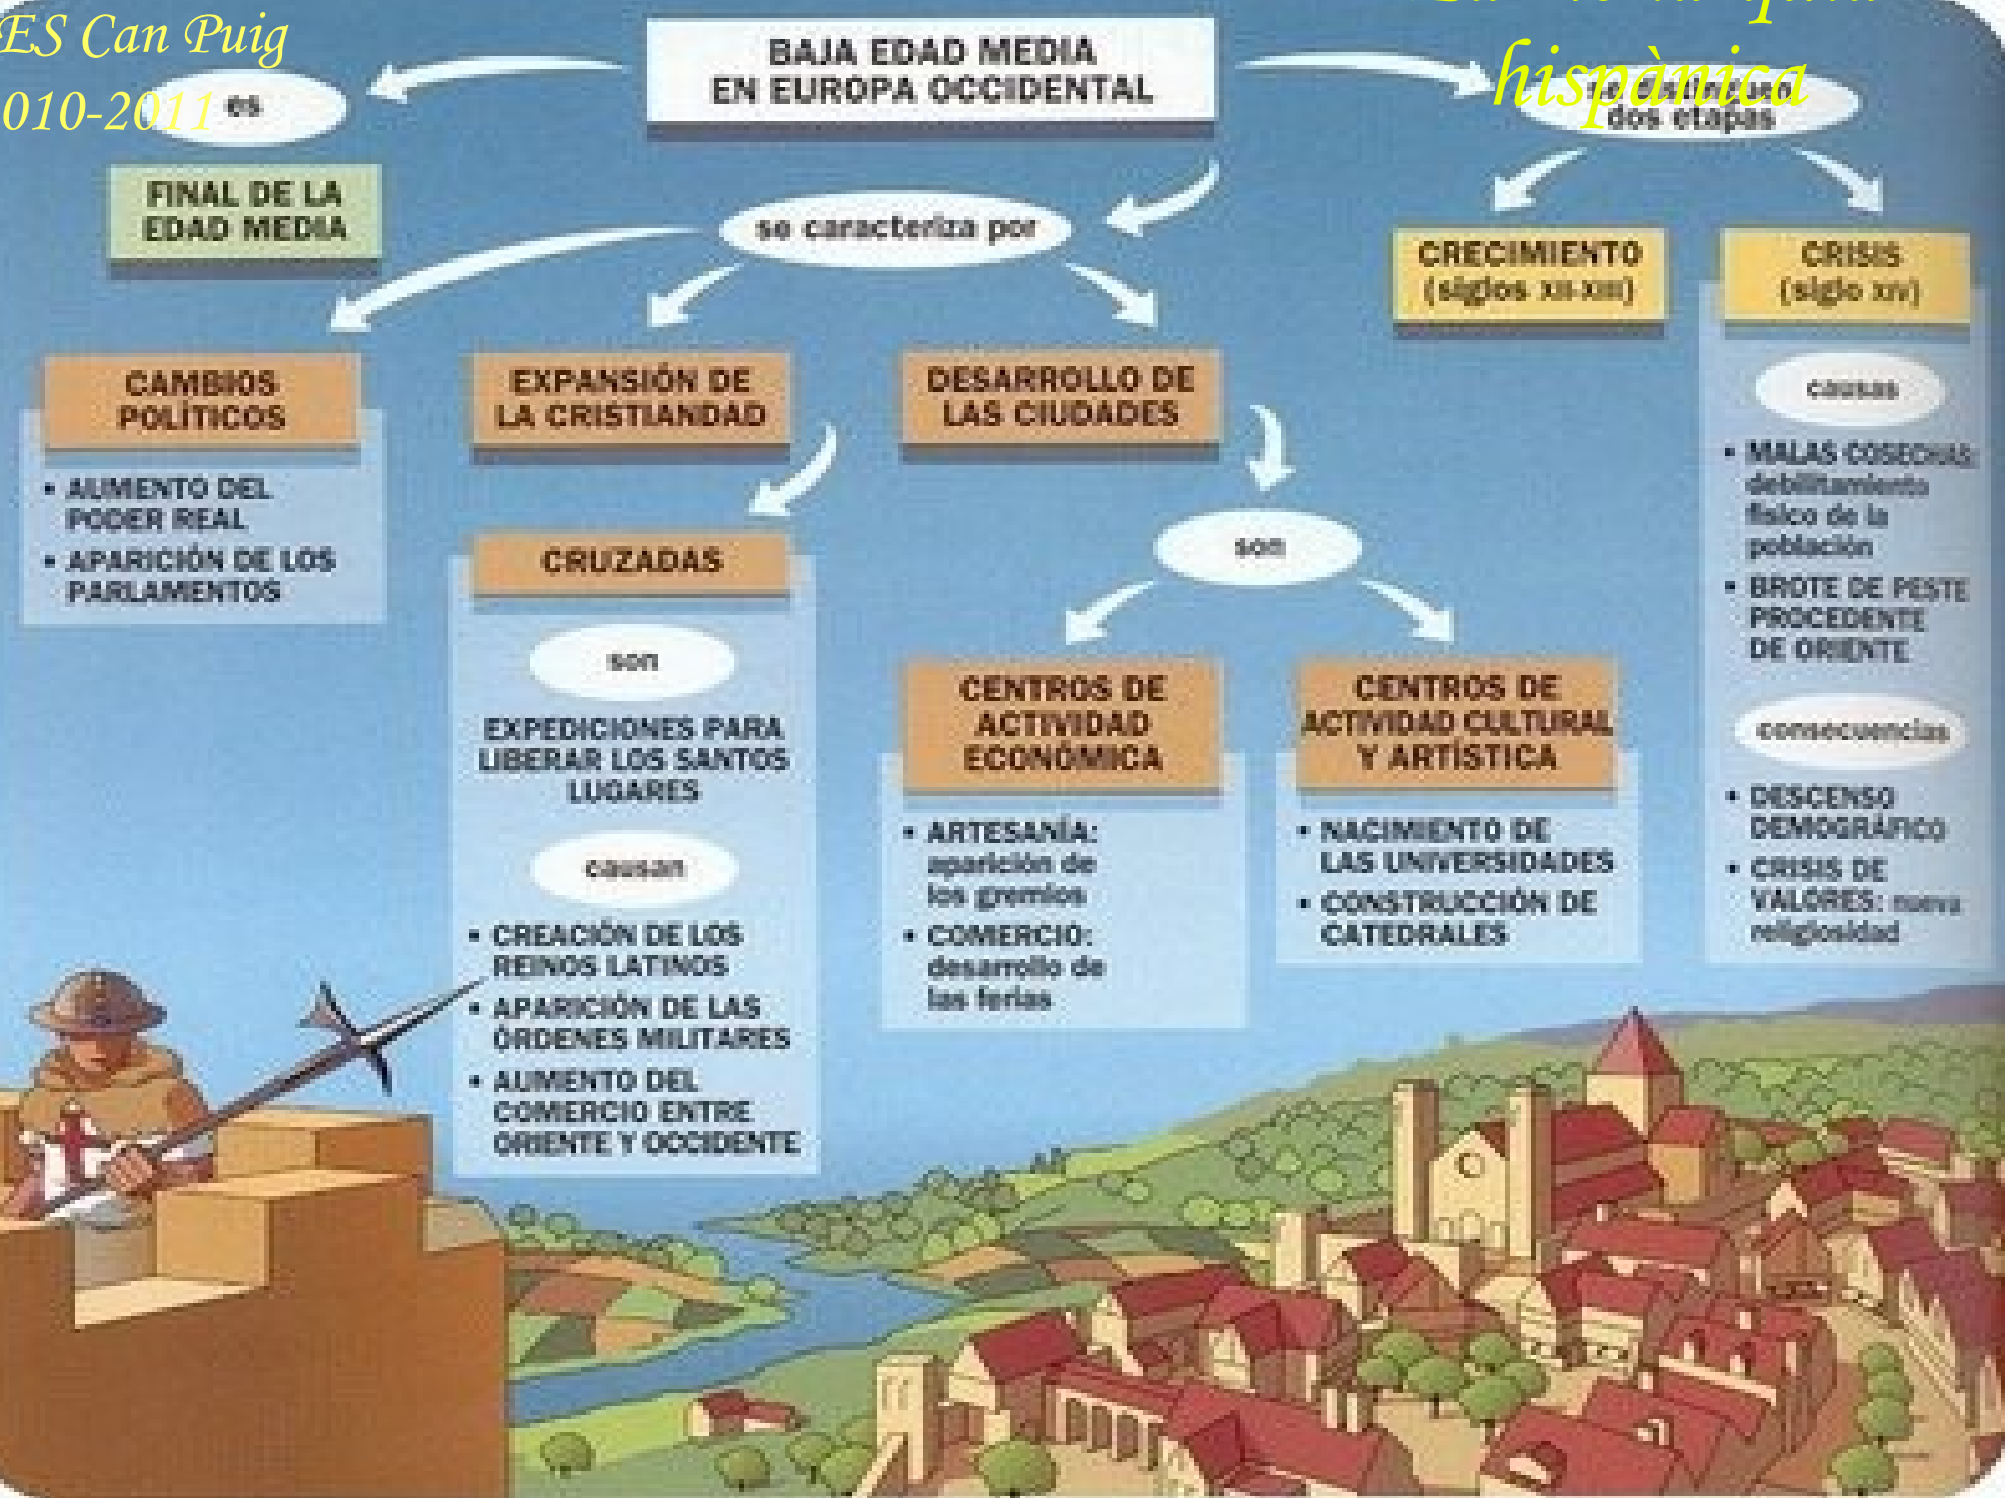 ES Can Puig
010-2011
hispànica
BAJA EDAD MEDIA
EN EUROPA OCCIDENTAL
es
FINAL DE LA
EDAD MEDIA
se caracteriza por
dos etapas
CRECIMIENTO
(siglos XII-XIII)
CRISIS
(siglo XIV)
CAMBIOS
POLÍTICOS
• AUMENTO DEL
PODER REAL
• APARICIÓN DE LOS
PARLAMENTOS
EXPANSIÓN DE
LA CRISTIANDAD
CRUZADAS
son
EXPEDICIONES PARA
LIBERAR LOS SANTOS
LUGARES
causan
• CREACIÓN DE LOS
REINOS LATINOS
• APARICIÓN DE LAS
ÓRDENES MILITARES
• AUMENTO DEL
COMERCIO ENTRE
ORIENTE Y OCCIDENTE
DESARROLLO DE
LAS CIUDADES
son
CENTROS DE
ACTIVIDAD
ECONÓMICA
• ARTESANÍA:
aparición de
los gremios
• COMERCIO:
desarrollo de
las ferias
CENTROS DE
ACTIVIDAD CULTURAL
Y ARTÍSTICA
• NACIMIENTO DE
LAS UNIVERSIDADES
• CONSTRUCCIÓN DE
CATEDRALES
causas
• MALAS COSECHAS:
debilitamiento
físico de la
población
• BROTE DE PESTE
PROCEDENTE
DE ORIENTE
consecuencias
• DESCENSO
DEMOGRÁFICO
• CRISIS DE
VALORES: nueva
religiosidad